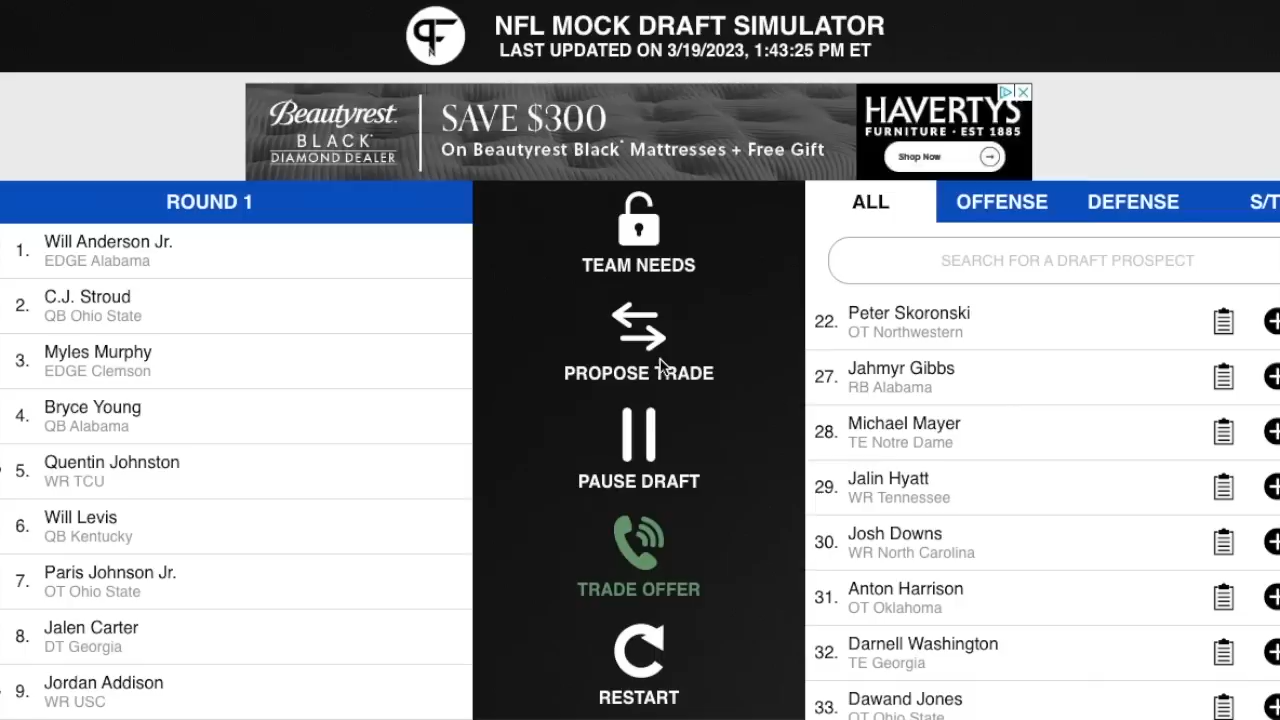 PFN
NFL MOCK DRAFT SIMULATOR
LAST UPDATED ON 3/19/2023, 1:43:25 PM ET
Beautyrest.
BLACK
DIAMOND DEALER
SAVE $300
On Beautyrest Black® Mattresses + Free Gift
HAVERTYS
FURNITURE · EST 1885
Shop Now
ROUND 1
1. Will Anderson Jr.
EDGE Alabama
2. C.J. Stroud
QB Ohio State
3. Myles Murphy
EDGE Clemson
4. Bryce Young
QB Alabama
5. Quentin Johnston
WR TCU
6. Will Levis
QB Kentucky
7. Paris Johnson Jr.
OT Ohio State
8. Jalen Carter
DT Georgia
9. Jordan Addison
WR USC
TEAM NEEDS
PROPOSE TRADE
PAUSE DRAFT
TRADE OFFER
RESTART
ALL OFFENSE DEFENSE S/T
SEARCH FOR A DRAFT PROSPECT
22. Peter Skoronski
OT Northwestern
27. Jahmyr Gibbs
RB Alabama
28. Michael Mayer
TE Notre Dame
29. Jalin Hyatt
WR Tennessee
30. Josh Downs
WR North Carolina
31. Anton Harrison
OT Oklahoma
32. Darnell Washington
TE Georgia
33. Dawand Jones
OT Ohio State